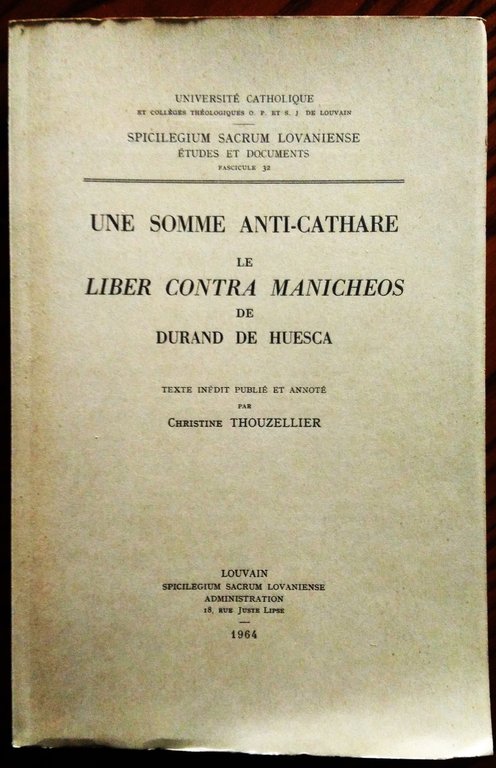 UNIVERSITÉ CATHOLIQUE
ET COLLÈGES THÉOLOGIQUES O. P. ET S. J. DE LOUVAIN
SPICILEGIUM SACRUM LOVANIENSE
ÉTUDES ET DOCUMENTS
FASCICULE 32
UNE SOMME ANTI-CATHARE
LE
LIBER CONTRA MANICHEOS
DE
DURAND DE HUESCA
TEXTE INÉDIT PUBLIÉ ET ANNOTÉ
PAR
CHRISTINE THOUZELLIER
LOUVAIN
SPICILEGIUM SACRUM LOVANIENSE
ADMINISTRATION
18, RUE JUSTE LIPSE
—
1964